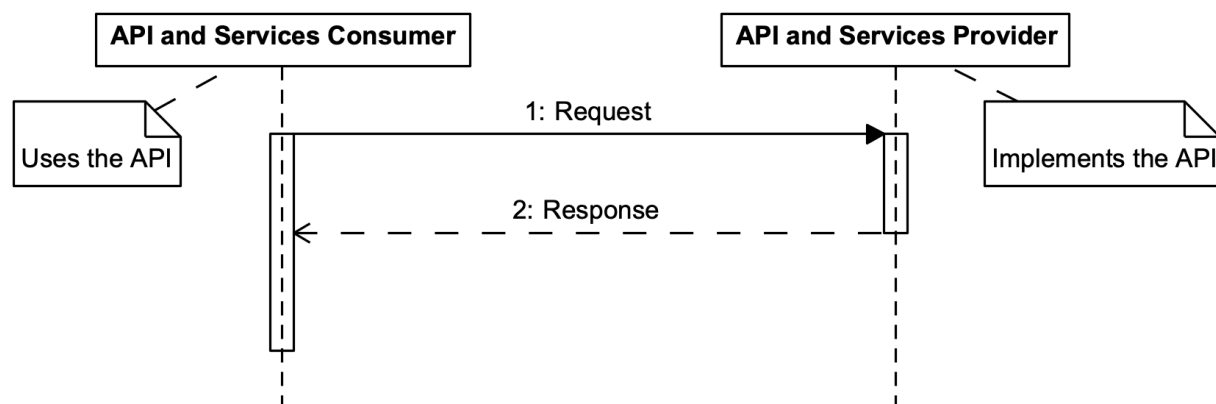 API and Services Consumer
API and Services Provider
1: Request
Uses the API
Implements the API
2: Response